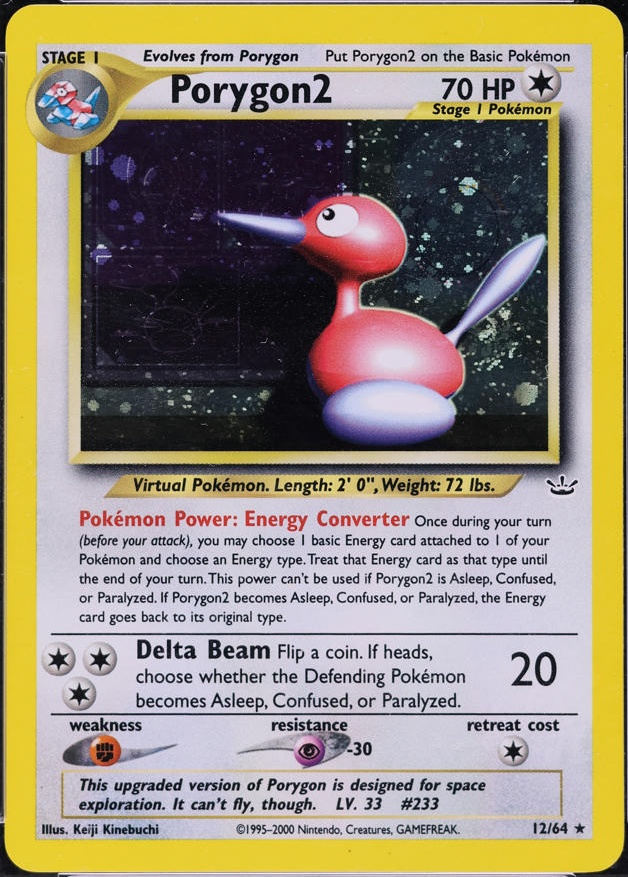 STAGE 1 Evolves from Porygon Put Porygon2 on the Basic Pokémon
Porygon2 70 HP
Stage 1 Pokémon
Virtual Pokémon. Length: 2' 0", Weight: 72 lbs.
Pokémon Power: Energy Converter Once during your turn
(before your attack), you may choose 1 basic Energy card attached to 1 of your
Pokémon and choose an Energy type. Treat that Energy card as that type until
the end of your turn. This power can't be used if Porygon2 is Asleep, Confused,
or Paralyzed. If Porygon2 becomes Asleep, Confused, or Paralyzed, the Energy
card goes back to its original type.
Delta Beam Flip a coin. If heads,
choose whether the Defending Pokémon
becomes Asleep, Confused, or Paralyzed.
20
weakness resistance retreat cost
-30
This upgraded version of Porygon is designed for space
exploration. It can't fly, though. LV. 33 #233
Illus. Keiji Kinebuchi ©1995-2000 Nintendo, Creatures, GAMEFREAK. 12/64 ★